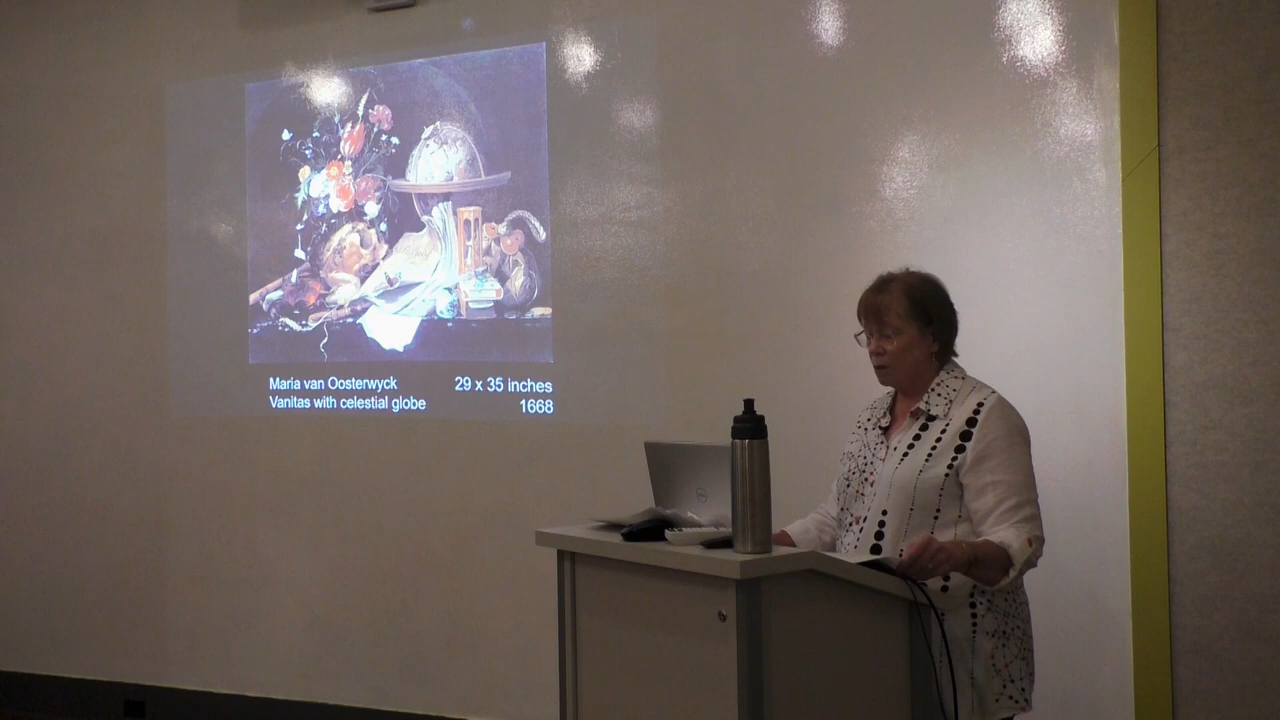 Maria van Oosterwyck 29 x 35 inches
Vanitas with celestial globe 1668